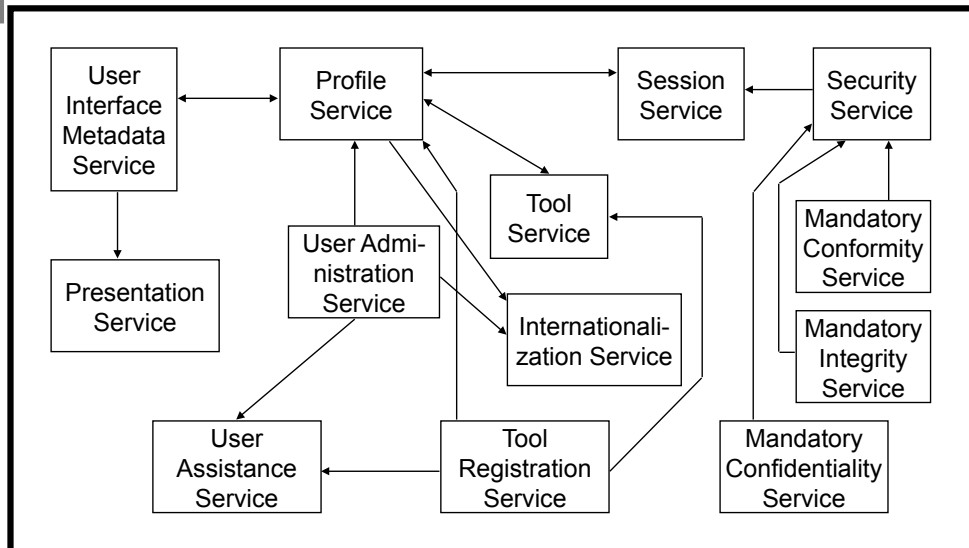 User
Interface
Metadata
Service
Profile
Service
Session
Service
Security
Service
Tool
Service
Mandatory
Conformity
Service
User Admi-
nistration
Service
Presentation
Service
Internationali-
zation Service
Mandatory
Integrity
Service
User
Assistance
Service
Tool
Registration
Service
Mandatory
Confidentiality
Service